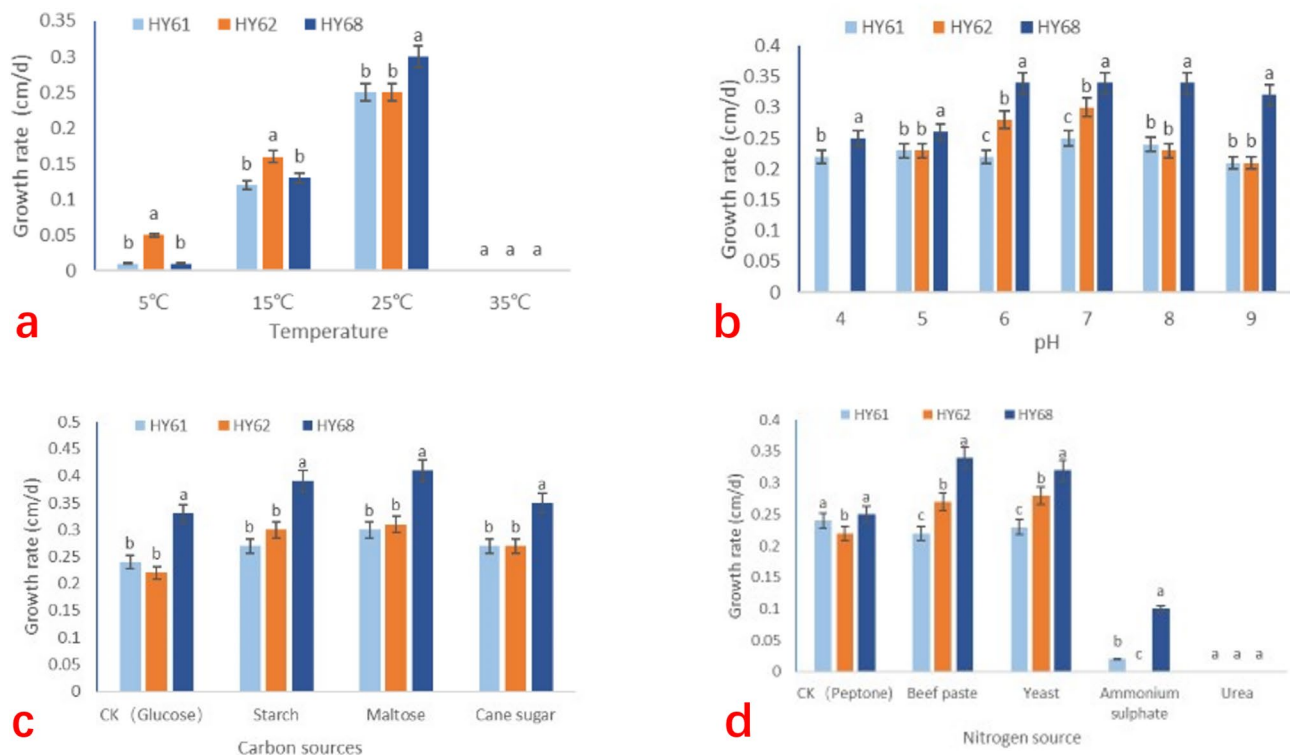 HY61 HY62 HY68
Growth rate (cm/d)
0.35
0.3
0.25
0.2
0.15
0.1
0.05
0
b a b
b a b
b b a
a a a
5℃ 15℃ 25℃ 35℃
Temperature
a
HY61 HY62 HY68
Growth rate (cm/d)
0.4
0.35
0.3
0.25
0.2
0.15
0.1
0.05
0
b a
b b a
c b a
c b a
b b a
b b a
4 5 6 7 8 9
pH
b
HY61 HY62 HY68
Growth rate (cm/d)
0.5
0.45
0.4
0.35
0.3
0.25
0.2
0.15
0.1
0.05
0
b b a
b b a
b b a
b b a
CK（Glucose） Starch Maltose Cane sugar
Carbon sources
c
HY61 HY62 HY68
Growth rate (cm/d)
0.4
0.35
0.3
0.25
0.2
0.15
0.1
0.05
0
a b a
c b a
c b a
b c a
a a a
CK（Peptone） Beef paste Yeast Ammonium Urea
sulphate
Nitrogen source
d